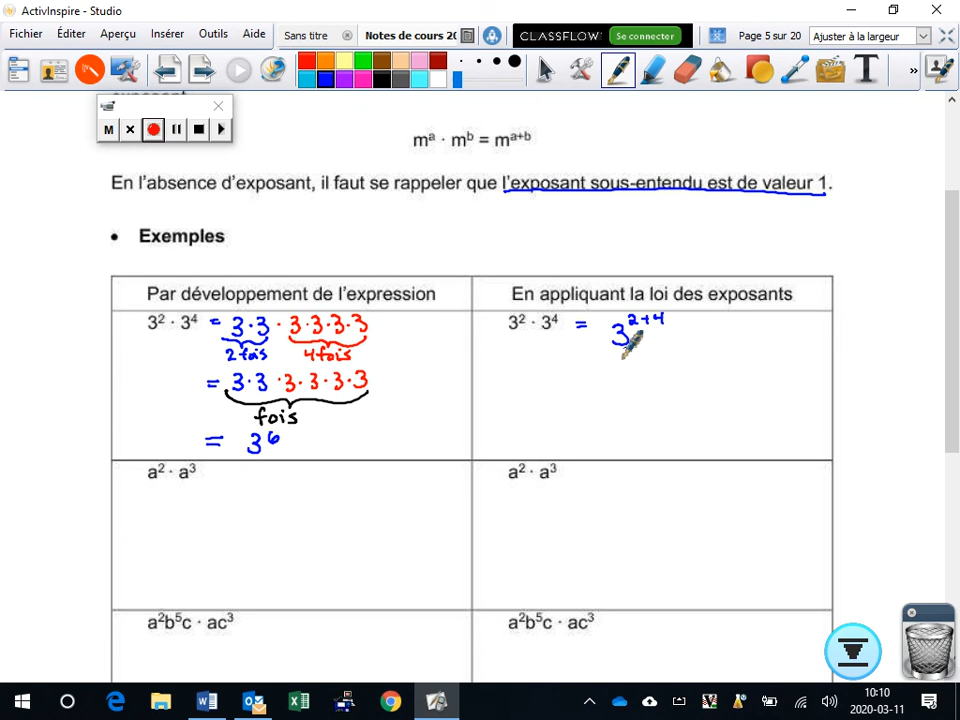 ActivInspire - Studio
Fichier Éditer Aperçu Insérer Outils Aide Sans titre Notes de cours 20 CLASSFLOW Se connecter Page 5 sur 20 Ajuster à la largeur
M
mᵃ · mᵇ = mᵃ⁺ᵇ
En l'absence d'exposant, il faut se rappeler que l'exposant sous-entendu est de valeur 1.
• Exemples
Par développement de l'expression
En appliquant la loi des exposants
3² · 3⁴ = 3·3 · 3·3·3·3
2 fois 4 fois
= 3·3 ·3·3·3·3
fois
= 3⁶
3² · 3⁴ = 3²⁺⁴
a² · a³
a² · a³
a²b⁵c · ac³
a²b⁵c · ac³
10:10
2020-03-11